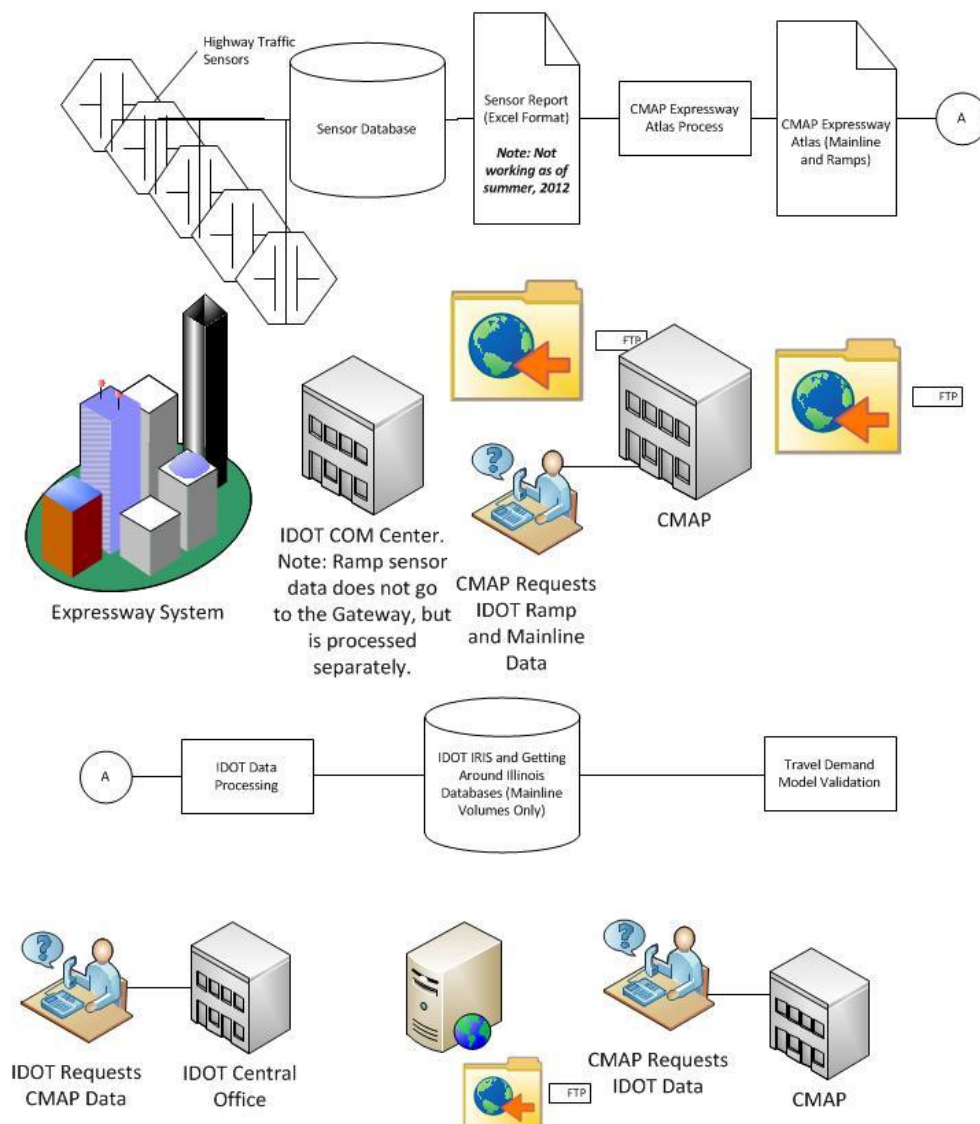 Highway Traffic
Sensors
Sensor Database
Sensor Report
(Excel Format)
Note: Not
working as of
summer, 2012
CMAP Expressway
Atlas Process
CMAP Expressway
Atlas (Mainline
and Ramps)
A
FTP
FTP
Expressway System
IDOT COM Center.
Note: Ramp sensor
data does not go
to the Gateway, but
is processed
separately.
?
CMAP Requests
IDOT Ramp
and Mainline
Data
CMAP
A
IDOT Data
Processing
IDOT IRIS and Getting
Around Illinois
Databases (Mainline
Volumes Only)
Travel Demand
Model Validation
?
IDOT Requests
CMAP Data
IDOT Central
Office
FTP
?
CMAP Requests
IDOT Data
CMAP